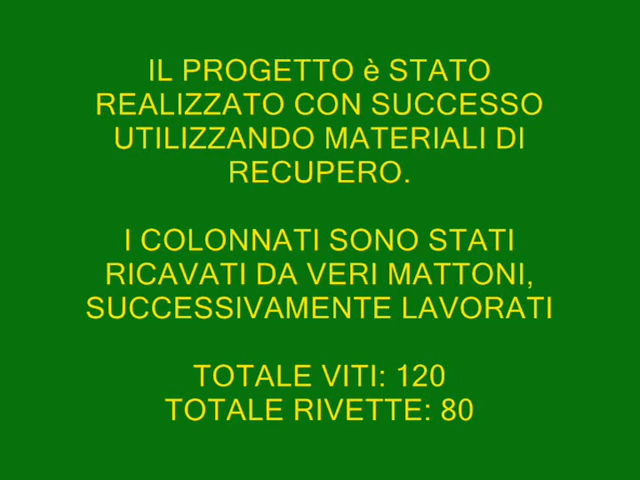 IL PROGETTO è STATO
REALIZZATO CON SUCCESSO
UTILIZZANDO MATERIALI DI
RECUPERO.
I COLONNATI SONO STATI
RICAVATI DA VERI MATTONI,
SUCCESSIVAMENTE LAVORATI
TOTALE VITI: 120
TOTALE RIVETTE: 80